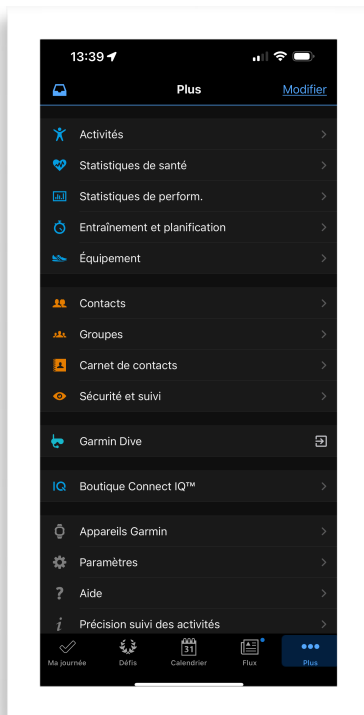 13:39
Plus
Modifier
Activités
Statistiques de santé
Statistiques de perform.
Entraînement et planification
Équipement
Contacts
Groupes
Carnet de contacts
Sécurité et suivi
Garmin Dive
IQ Boutique Connect IQ™
Appareils Garmin
Paramètres
? Aide
i Précision suivi des activités
31
Ma journée
Défis
Calendrier
Flux
Plus